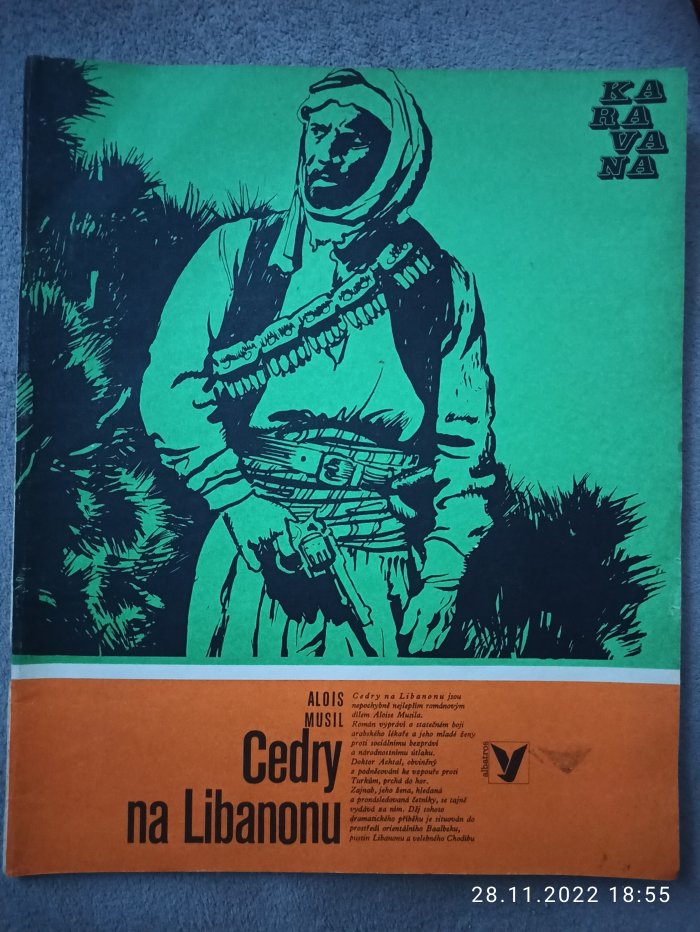 KA
RA
VA
NA
ALOIS
MUSIL
Cedry
na Libanonu
Cedry na Libanonu jsou
nepochybně nejlepším románovým
dílem Aloise Musila.
Román vypráví o statečném boji
arabského lékaře a jeho mladé ženy
proti sociálnímu bezpráví
a národnostnímu útlaku.
Doktor Achtal, obviněný
z podněcování ke vzpouře proti
Turkům, prchá do hor.
Zajnab, jeho žena, hledaná
a pronásledovaná četníky, se tajně
vydává za ním. Děj tohoto
dramatického příběhu je situován do
prostředí orientálního Baalbeku,
pustin Libanonu a velebného Chodibu
albatros
28.11.2022 18:55